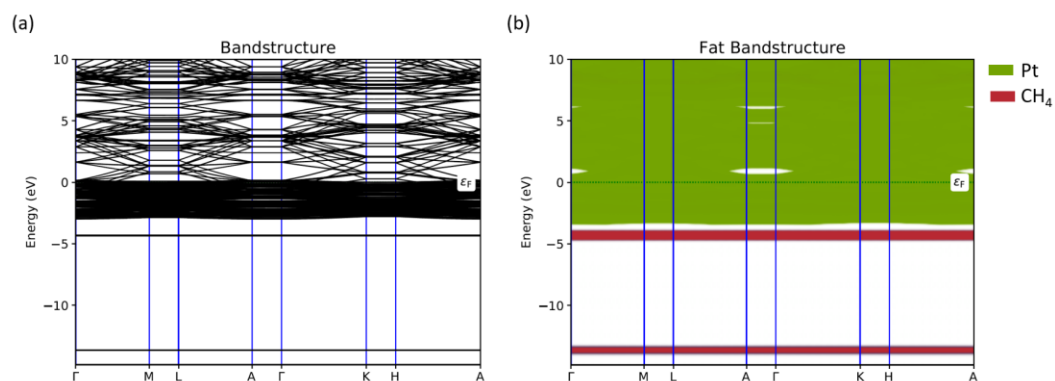 (a)
Bandstructure
Energy (eV)
10
5
0
−5
−10
εF
Γ M L A Γ K H A
(b)
Fat Bandstructure
Energy (eV)
10
5
0
−5
−10
εF
Γ M L A Γ K H A
Pt
CH4